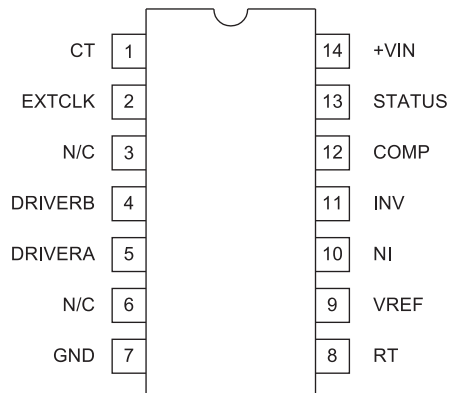 CT 1 14 +VIN
EXTCLK 2 13 STATUS
N/C 3 12 COMP
DRIVERB 4 11 INV
DRIVERA 5 10 NI
N/C 6 9 VREF
GND 7 8 RT